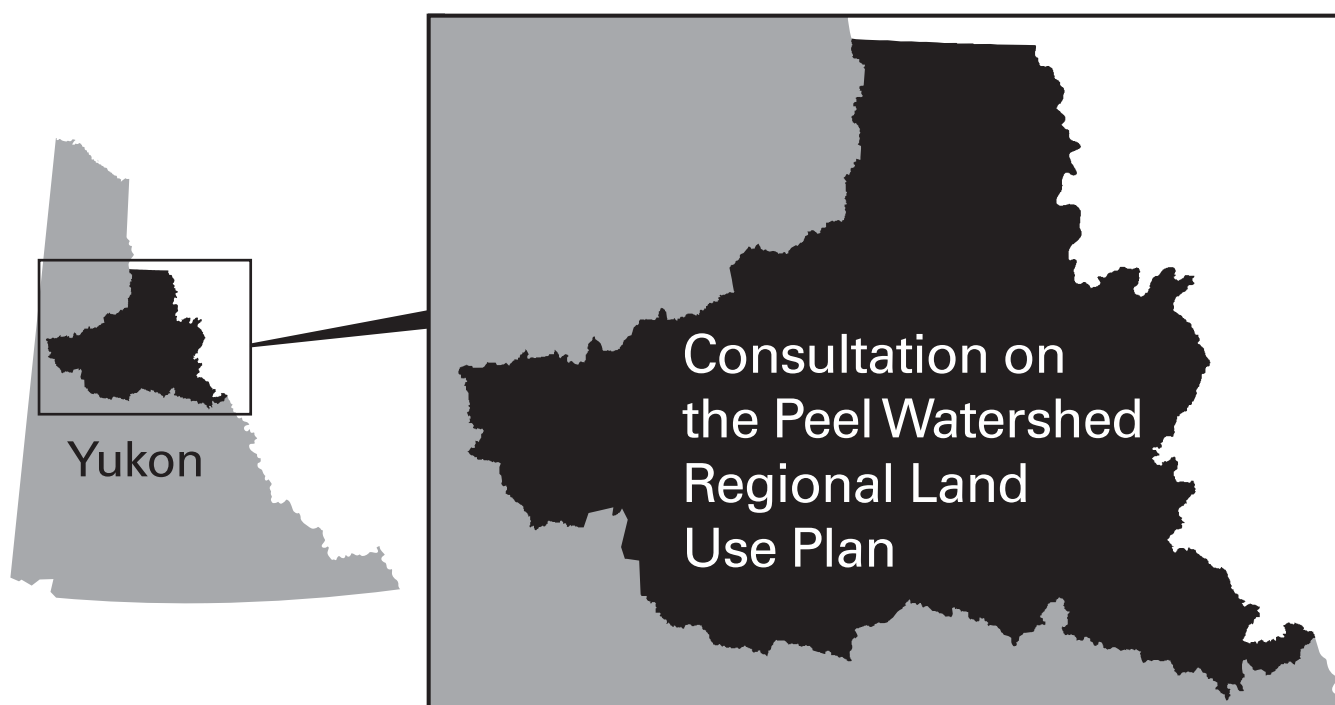 Yukon
Consultation on
the Peel Watershed
Regional Land
Use Plan